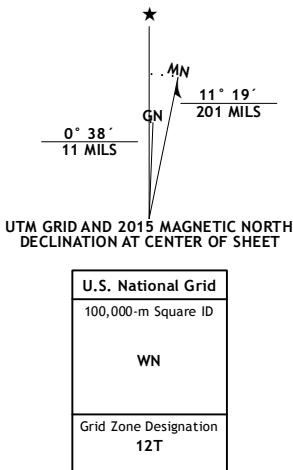 ★
MN
GN
11° 19´
201 MILS
0° 38´
11 MILS
UTM GRID AND 2015 MAGNETIC NORTH
DECLINATION AT CENTER OF SHEET
U.S. National Grid
100,000-m Square ID
WN
Grid Zone Designation
12T